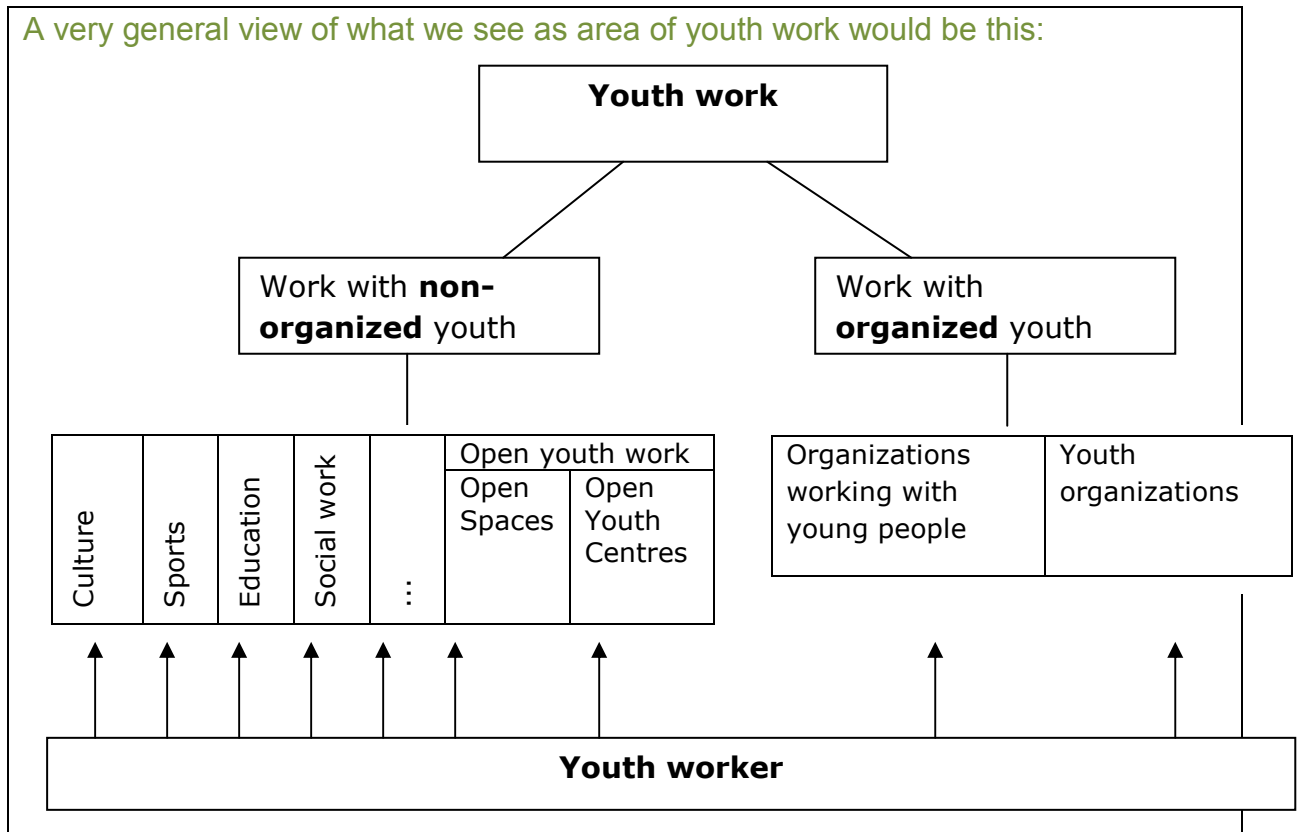 A very general view of what we see as area of youth work would be this:
Youth work
Work with non-
organized youth
Work with
organized youth
Culture
Sports
Education
Social work
...
Open youth work
Open
Spaces
Open
Youth
Centres
Organizations
working with
young people
Youth
organizations
Youth worker